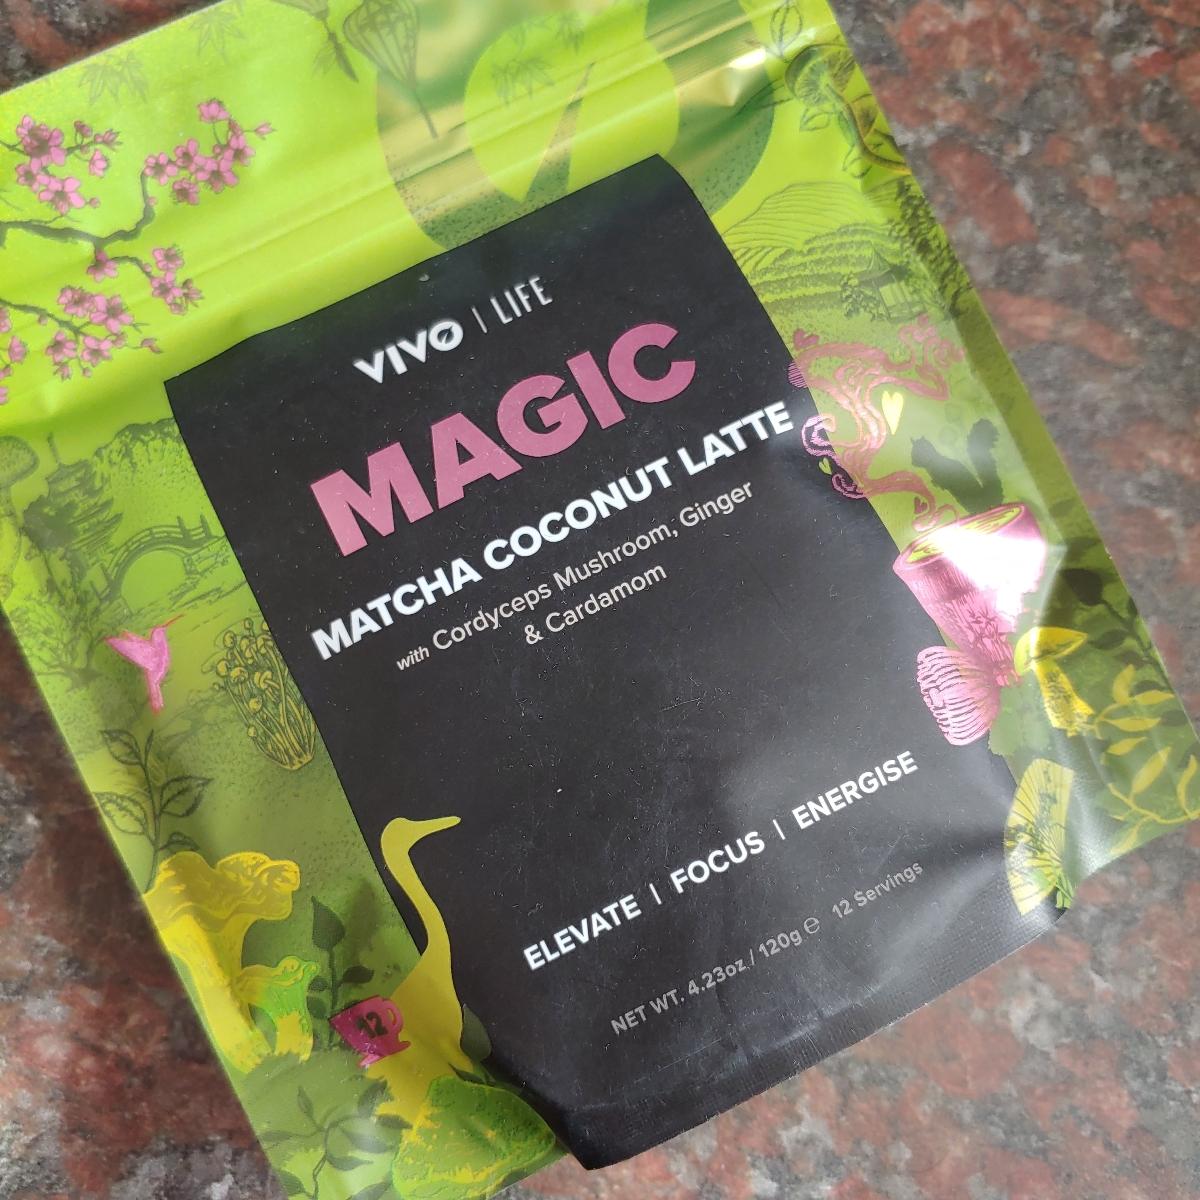 VIVO | LIFE
MAGIC
MATCHA COCONUT LATTE
with Cordyceps Mushroom, Ginger
& Cardamom
ELEVATE | FOCUS | ENERGISE
NET WT. 4.23oz / 120g ℮ 12 Servings
12